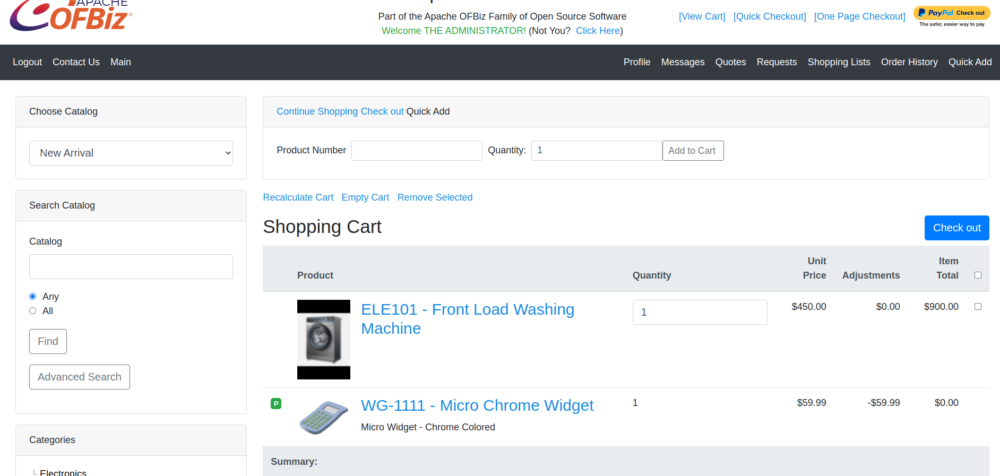 APACHE
OFBiz®
Part of the Apache OFBiz Family of Open Source Software
Welcome THE ADMINISTRATOR! (Not You? Click Here)
[View Cart] [Quick Checkout] [One Page Checkout]
PayPal Check out
The safer, easier way to pay
Logout Contact Us Main Profile Messages Quotes Requests Shopping Lists Order History Quick Add
Choose Catalog
New Arrival
Search Catalog
Catalog
Any
All
Find
Advanced Search
Categories
Electronics
Continue Shopping Check out Quick Add
Product Number Quantity: 1 Add to Cart
Recalculate Cart Empty Cart Remove Selected
Shopping Cart
Check out
Product Quantity Unit Price Adjustments Item Total
ELE101 - Front Load Washing
Machine
1 $450.00 $0.00 $900.00
P
WG-1111 - Micro Chrome Widget
1 $59.99 -$59.99 $0.00
Micro Widget - Chrome Colored
Summary: